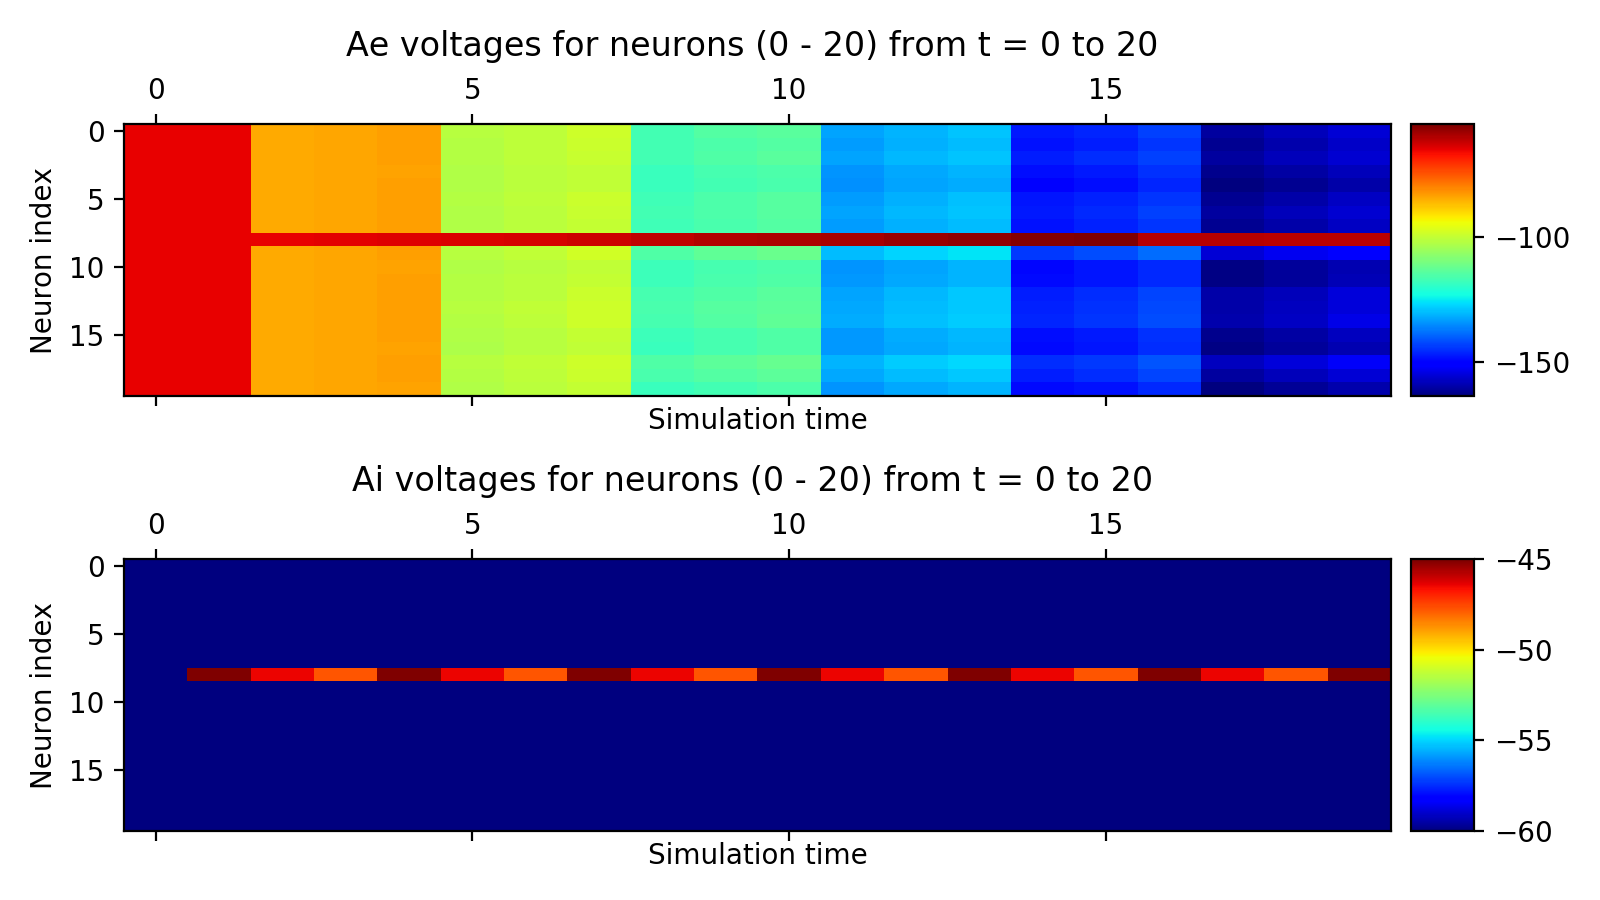 Ae voltages for neurons (0 - 20) from t = 0 to 20
0 5 10 15
Neuron index
0
5
10
15
−100
−150
Simulation time
Ai voltages for neurons (0 - 20) from t = 0 to 20
0 5 10 15
Neuron index
0
5
10
15
−45
−50
−55
−60
Simulation time